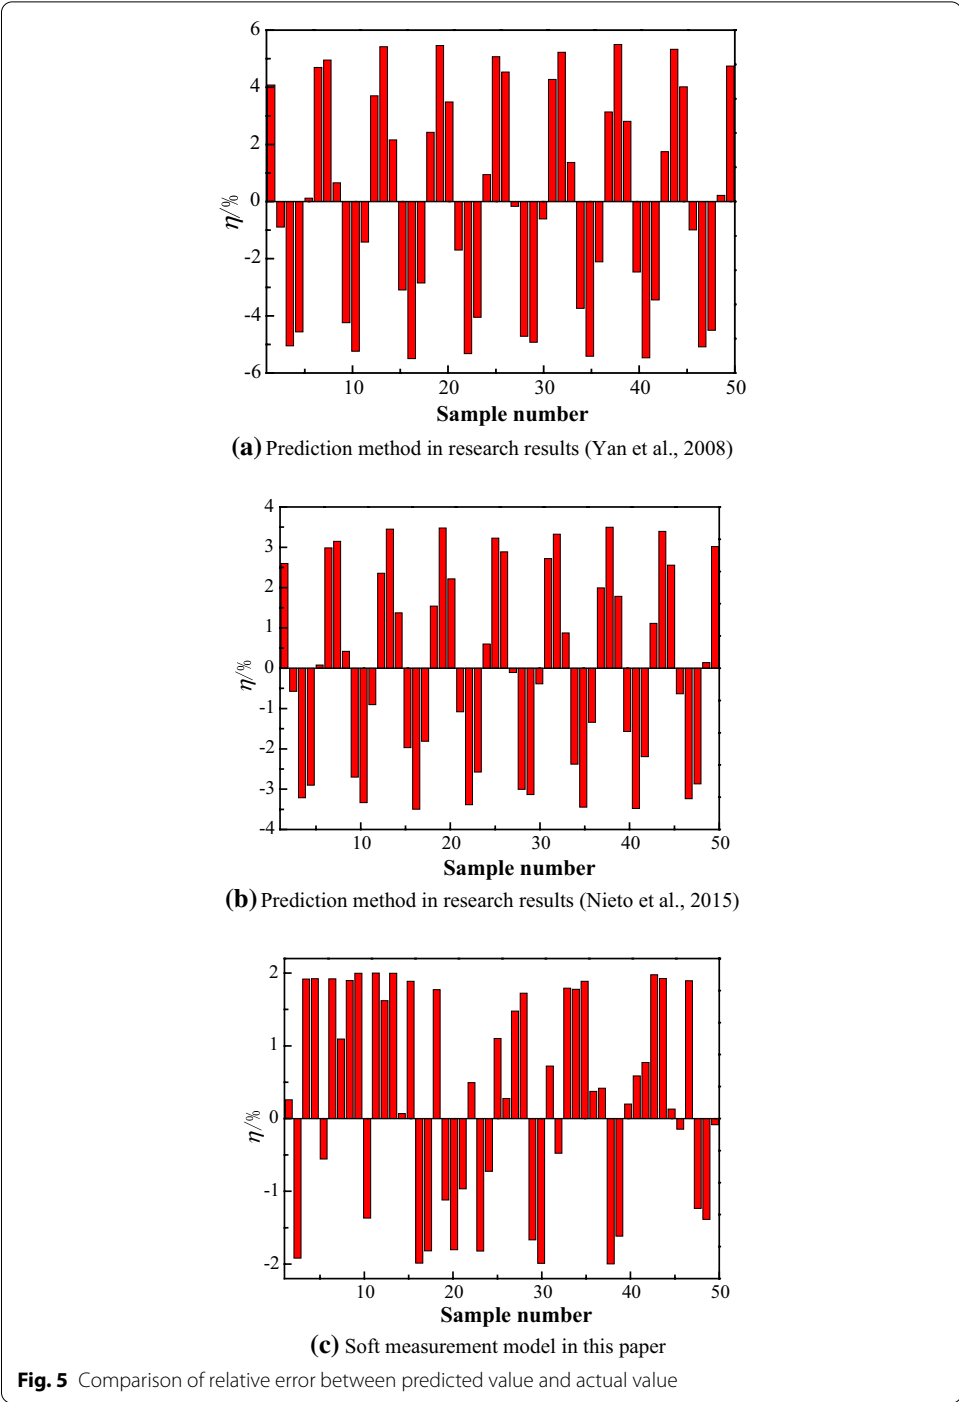 6
4
2
0
-2
-4
-6
η/%
10 20 30 40 50
Sample number
(a) Prediction method in research results (Yan et al., 2008)
4
3
2
1
0
-1
-2
-3
-4
η/%
10 20 30 40 50
Sample number
(b) Prediction method in research results (Nieto et al., 2015)
2
1
0
-1
-2
η/%
10 20 30 40 50
Sample number
(c) Soft measurement model in this paper
Fig. 5 Comparison of relative error between predicted value and actual value